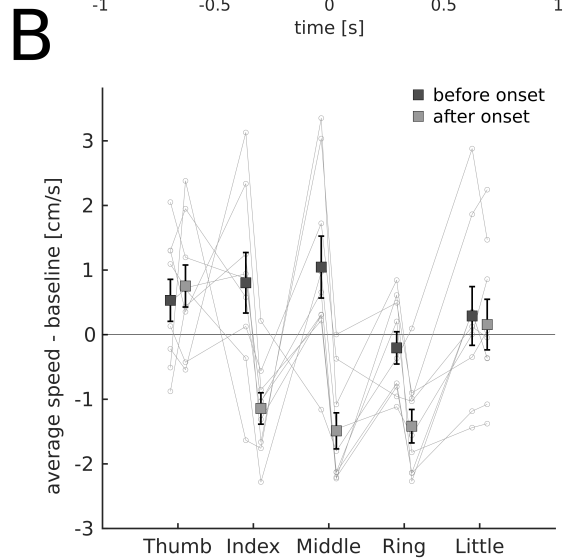 -1 -0.5 0 0.5 1
time [s]
B
before onset
after onset
average speed - baseline [cm/s]
3
2
1
0
-1
-2
-3
Thumb Index Middle Ring Little